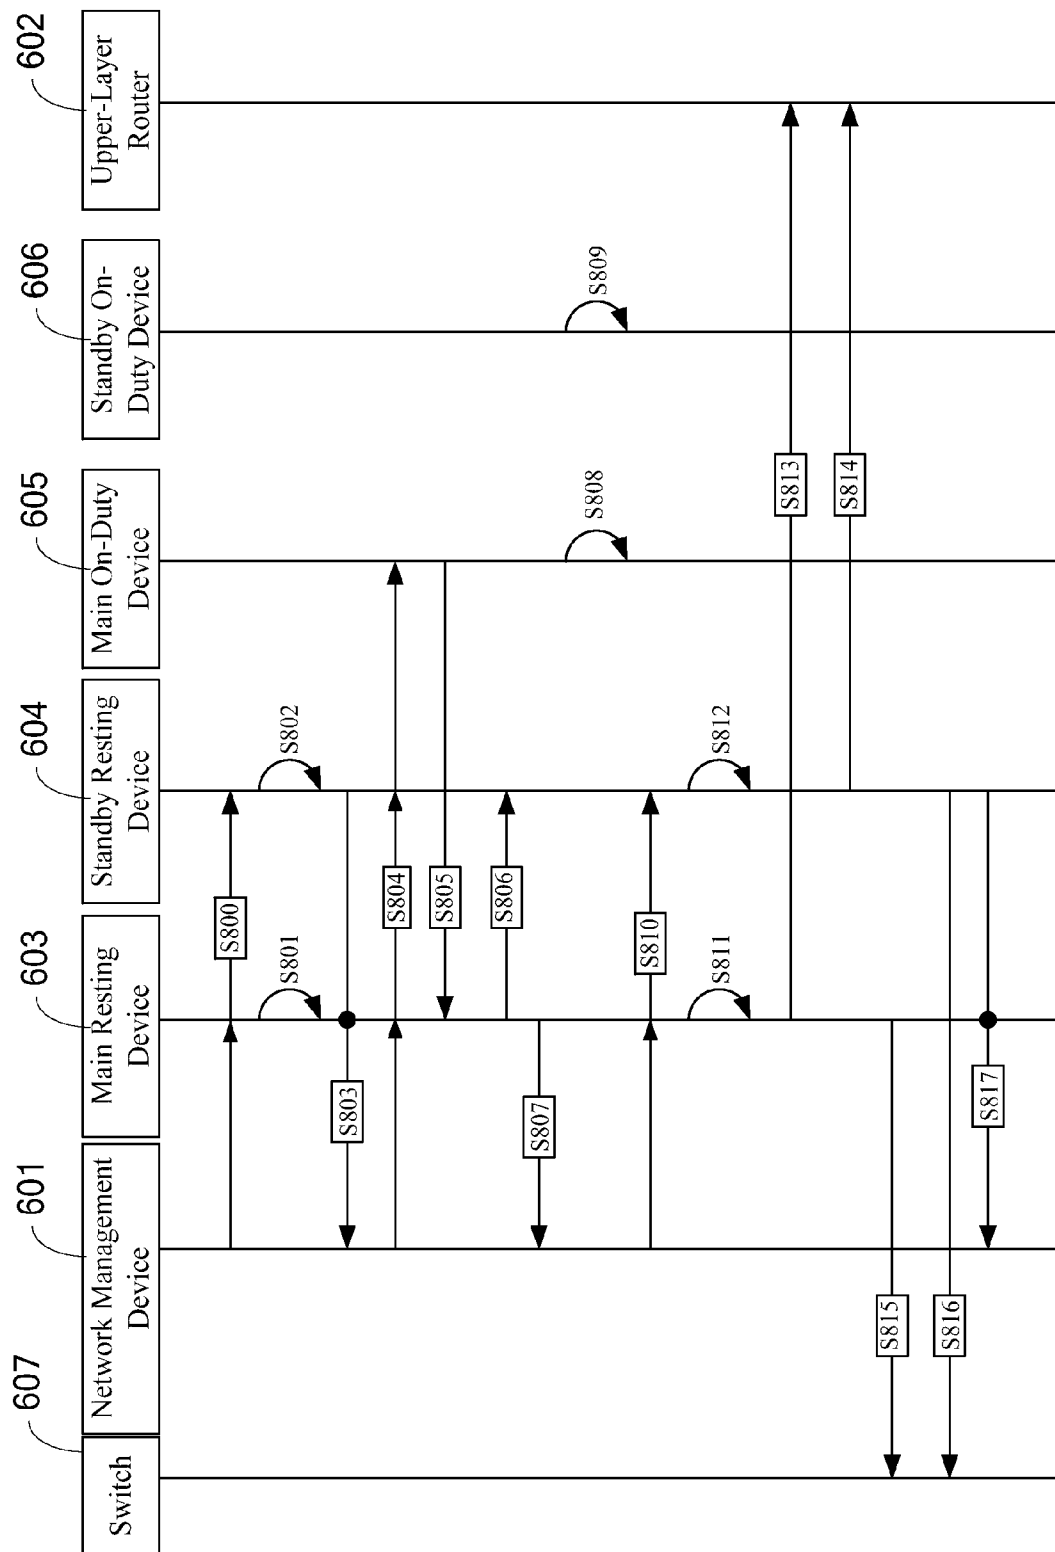 607
601
603
604
605
606
602
Switch
Network Management
Device
Main Resting
Device
Standby Resting
Device
Main On-Duty
Device
Standby On-
Duty Device
Upper-Layer
Router
S800
S801
S802
S803
S804
S805
S806
S807
S808
S809
S810
S811
S812
S813
S814
S815
S816
S817